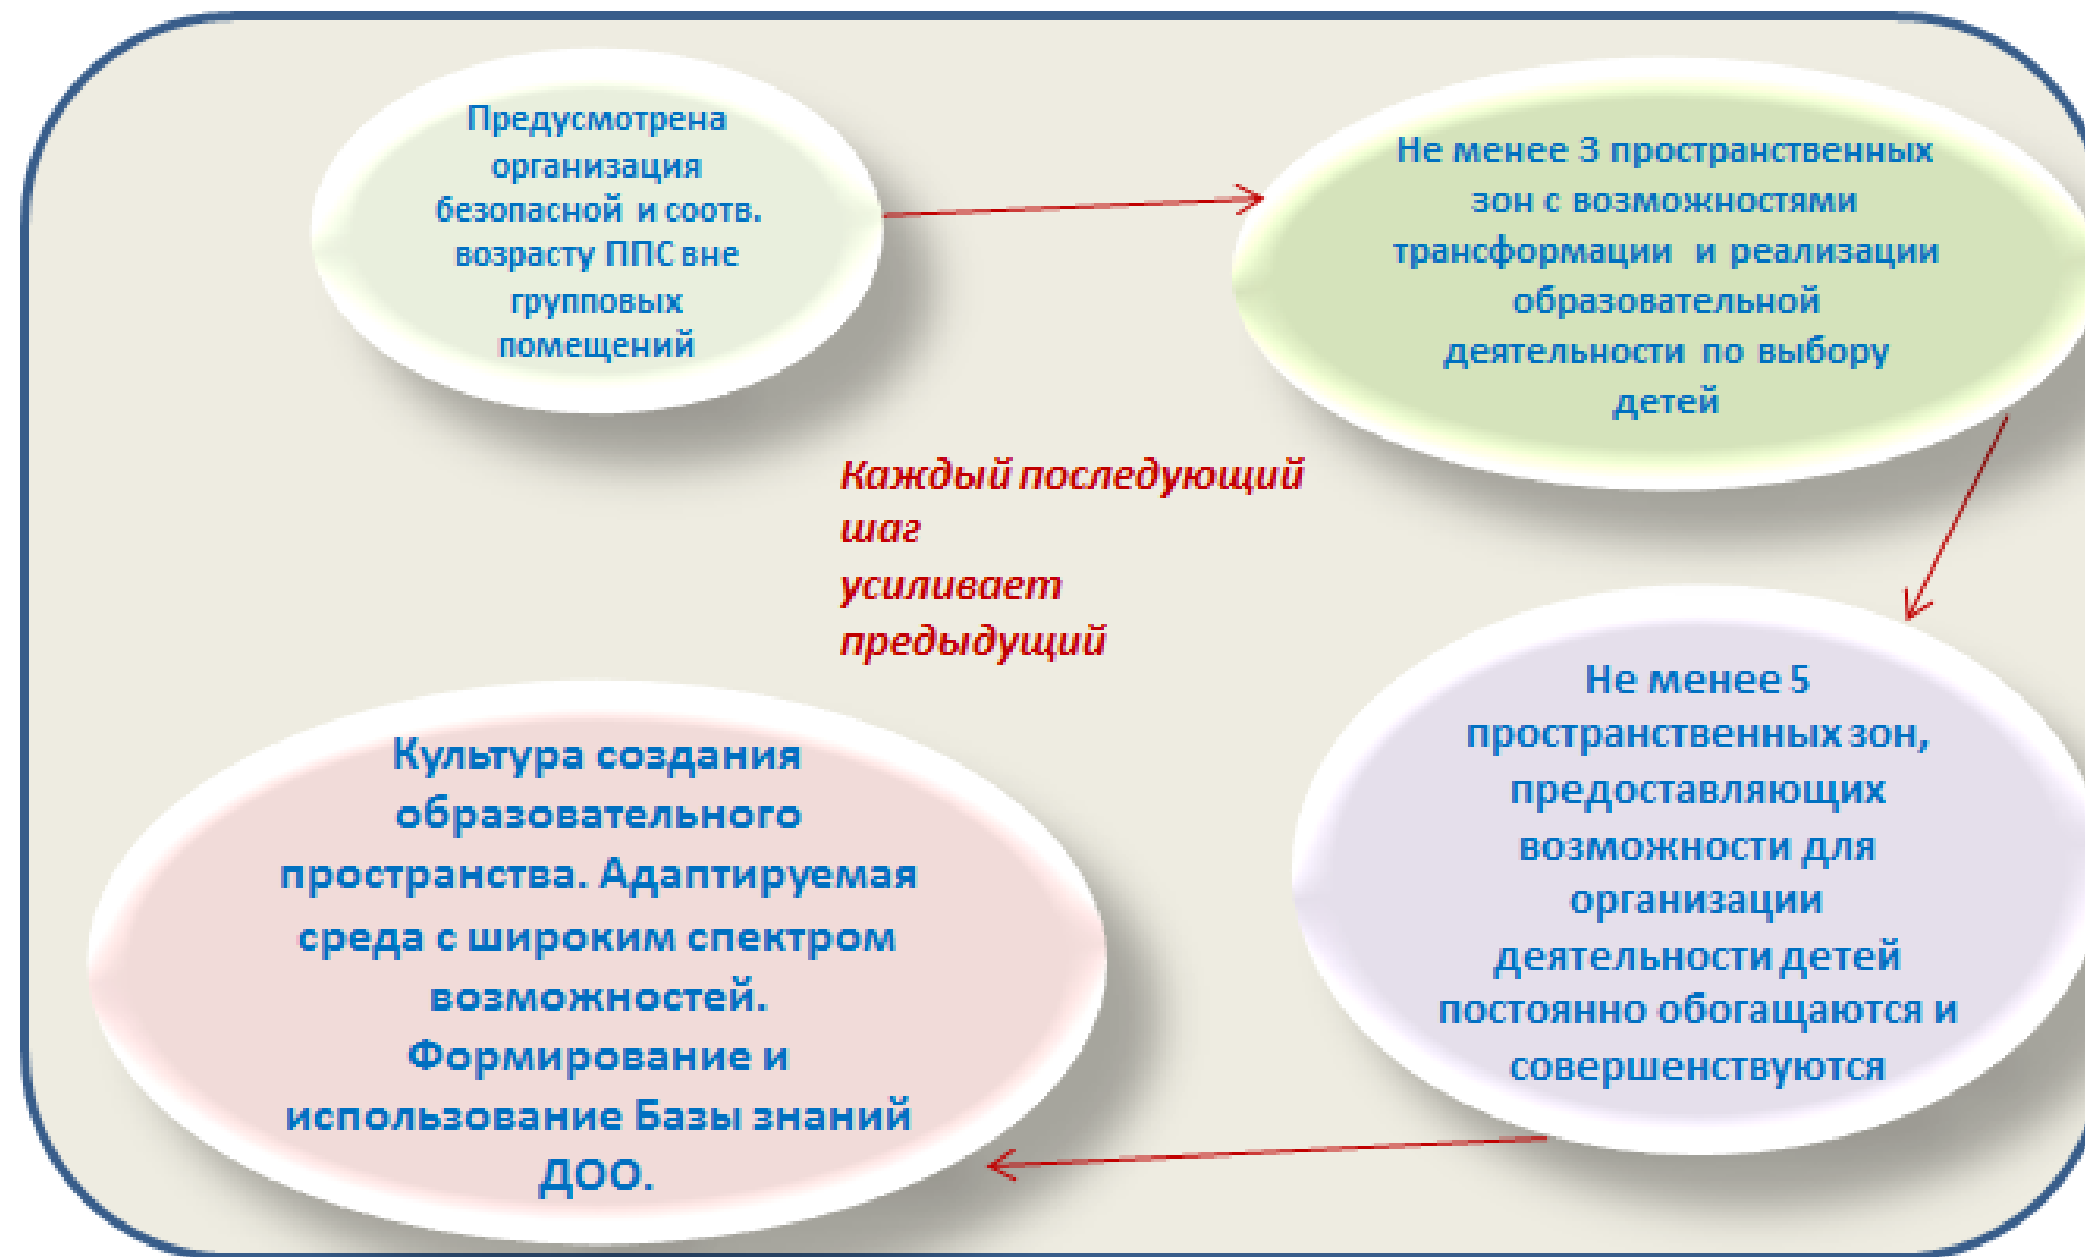 Предусмотрена
организация
безопасной и соотв.
возрасту ППС вне
групповых
помещений
Не менее 3 пространственных
зон с возможностями
трансформации и реализации
образовательной
деятельности по выбору
детей
Каждый последующий
шаг
усиливает
предыдущий
Не менее 5
пространственных зон,
предоставляющих
возможности для
организации
деятельности детей
постоянно обогащаются и
совершенствуются
Культура создания
образовательного
пространства. Адаптируемая
среда с широким спектром
возможностей.
Формирование и
использование Базы знаний
ДОО.